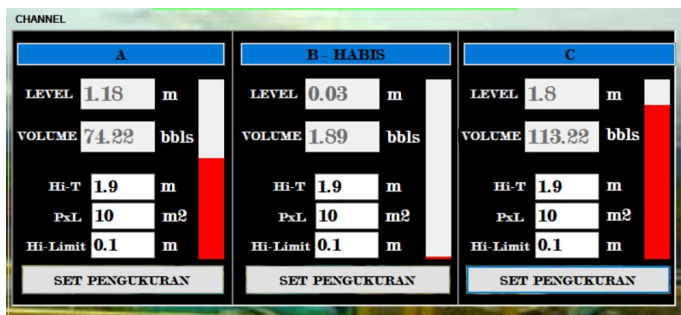 CHANNEL
A
LEVEL 1.18 m
VOLUME 74.22 bbls
Hi-T 1.9 m
PxL 10 m2
Hi-Limit 0.1 m
SET PENGUKURAN
B - HABIS
LEVEL 0.03 m
VOLUME 1.89 bbls
Hi-T 1.9 m
PxL 10 m2
Hi-Limit 0.1 m
SET PENGUKURAN
C
LEVEL 1.8 m
VOLUME 113.22 bbls
Hi-T 1.9 m
PxL 10 m2
Hi-Limit 0.1 m
SET PENGUKURAN